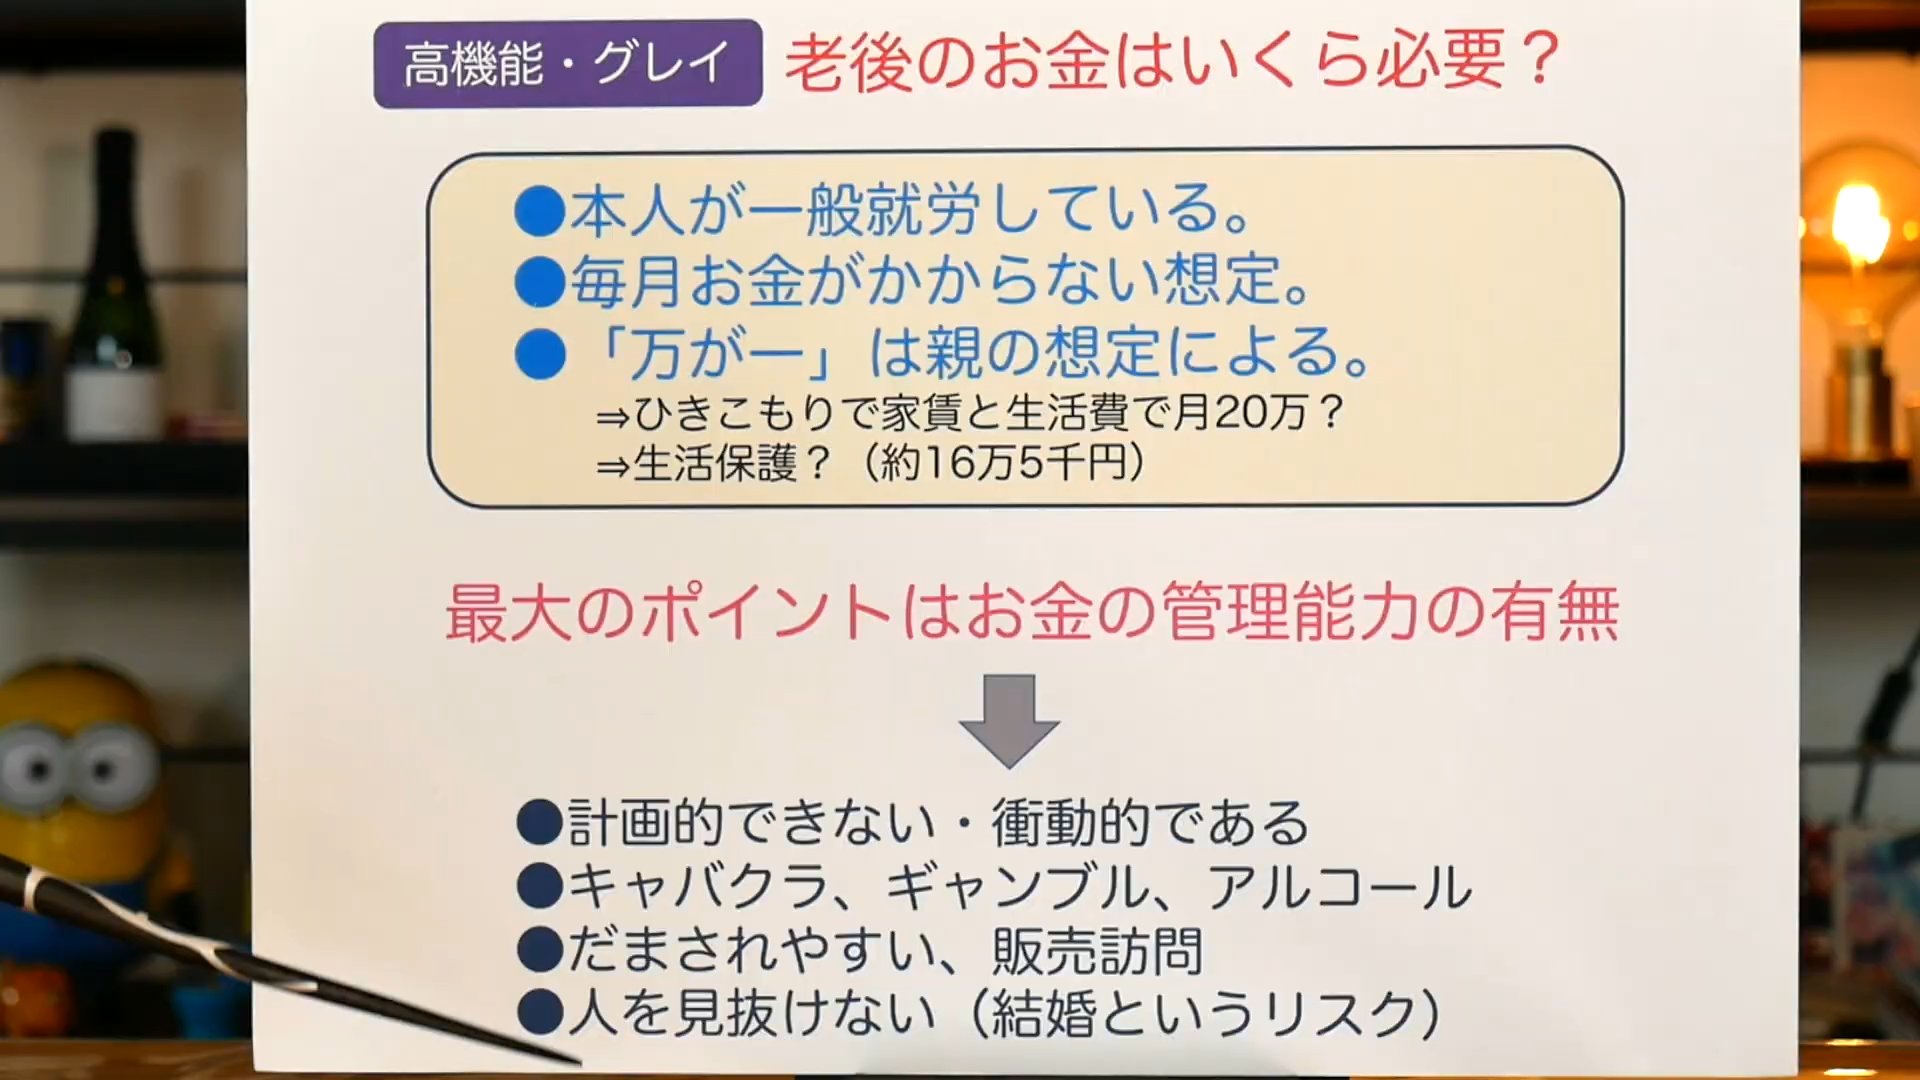 高機能・グレイ 老後のお金はいくら必要？
●本人が一般就労している。
●毎月お金がかからない想定。
●「万が一」は親の想定による。
⇒ひきこもりで家賃と生活費で月20万？
⇒生活保護？（約16万5千円）
最大のポイントはお金の管理能力の有無
●計画的できない・衝動的である
●キャバクラ、ギャンブル、アルコール
●だまされやすい、販売訪問
●人を見抜けない（結婚というリスク）